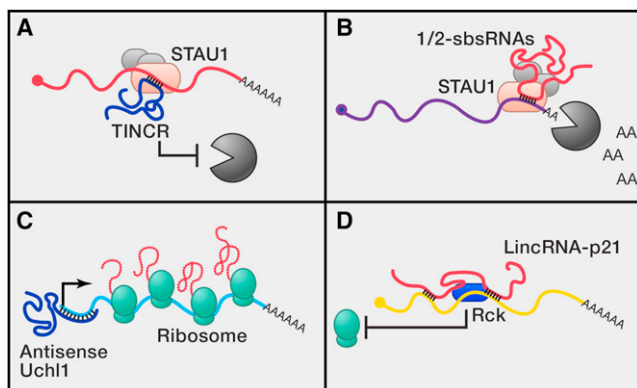 A
STAU1
TINCR
AAAAAA
B
1/2-sbsRNAs
STAU1
AA
AA
AA
AA
C
Antisense
Uchl1
Ribosome
AAAAAA
D
LincRNA-p21
Rck
AAAAAA